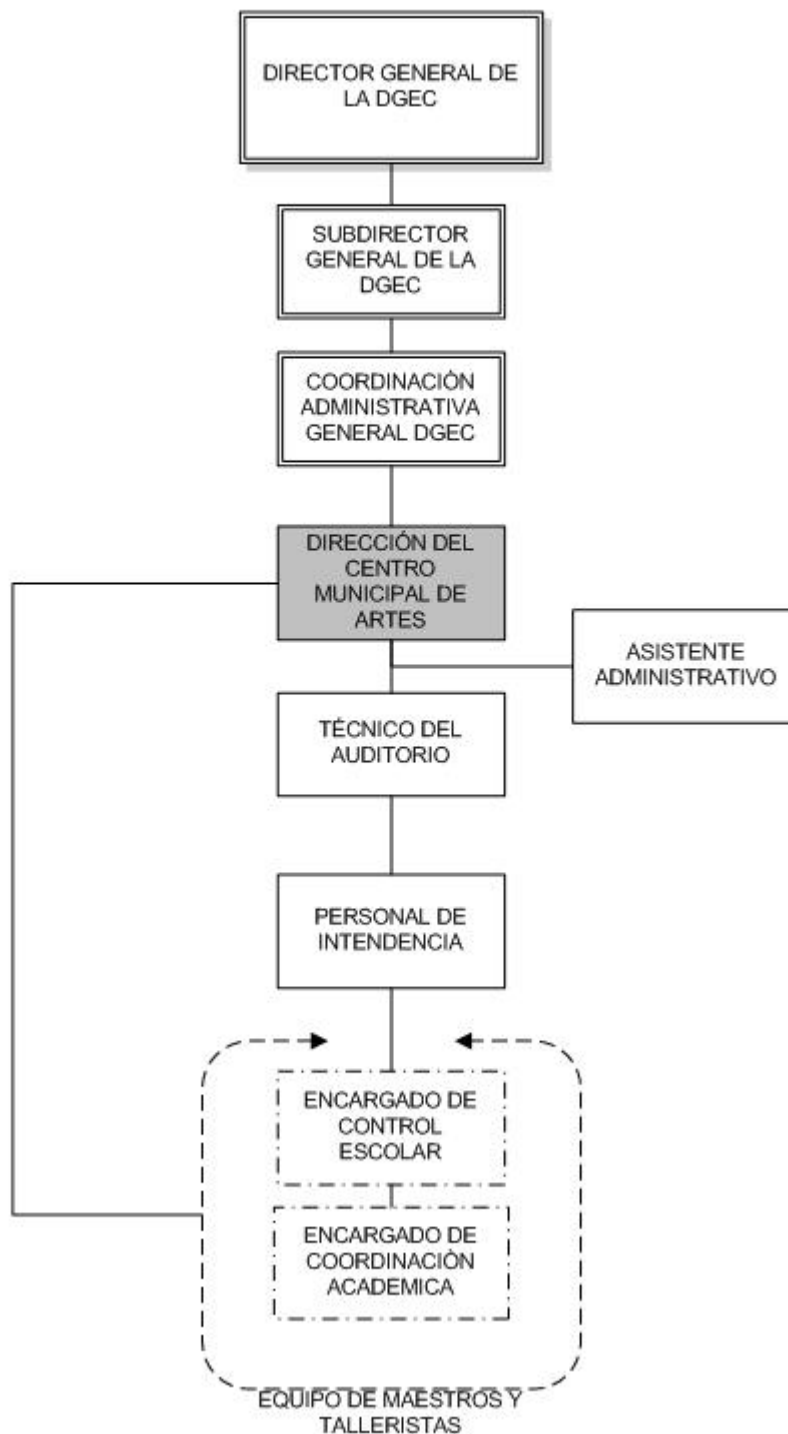 DIRECTOR GENERAL DE
LA DGEC
SUBDIRECTOR
GENERAL DE LA
DGEC
COORDINACIÒN
ADMINISTRATIVA
GENERAL DGEC
DIRECCIÓN DEL
CENTRO
MUNICIPAL DE
ARTES
ASISTENTE
ADMINISTRATIVO
TÉCNICO DEL
AUDITORIO
PERSONAL DE
INTENDENCIA
ENCARGADO DE
CONTROL
ESCOLAR
ENCARGADO DE
COORDINACIÒN
ACADEMICA
EQUIPO DE MAESTROS Y
TALLERISTAS